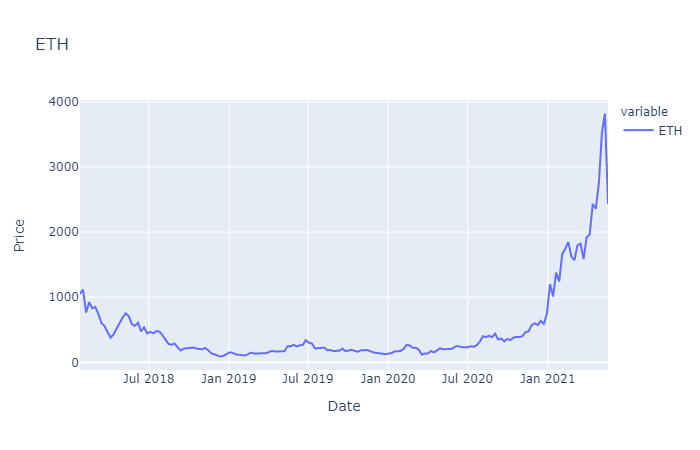 ETH
variable
ETH
4000
3000
2000
1000
0
Price
Jul 2018
Jan 2019
Jul 2019
Jan 2020
Jul 2020
Jan 2021
Date